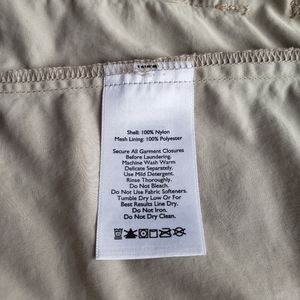 Shell: 100% Nylon
Mesh Lining: 100% Polyester
Secure All Garment Closures
Before Laundering.
Machine Wash Warm
Delicate Separately.
Use Mild Detergent.
Rinse Thoroughly.
Do Not Bleach.
Do Not Use Fabric Softeners.
Tumble Dry Low Or For
Best Results Line Dry.
Do Not Iron.
Do Not Dry Clean.